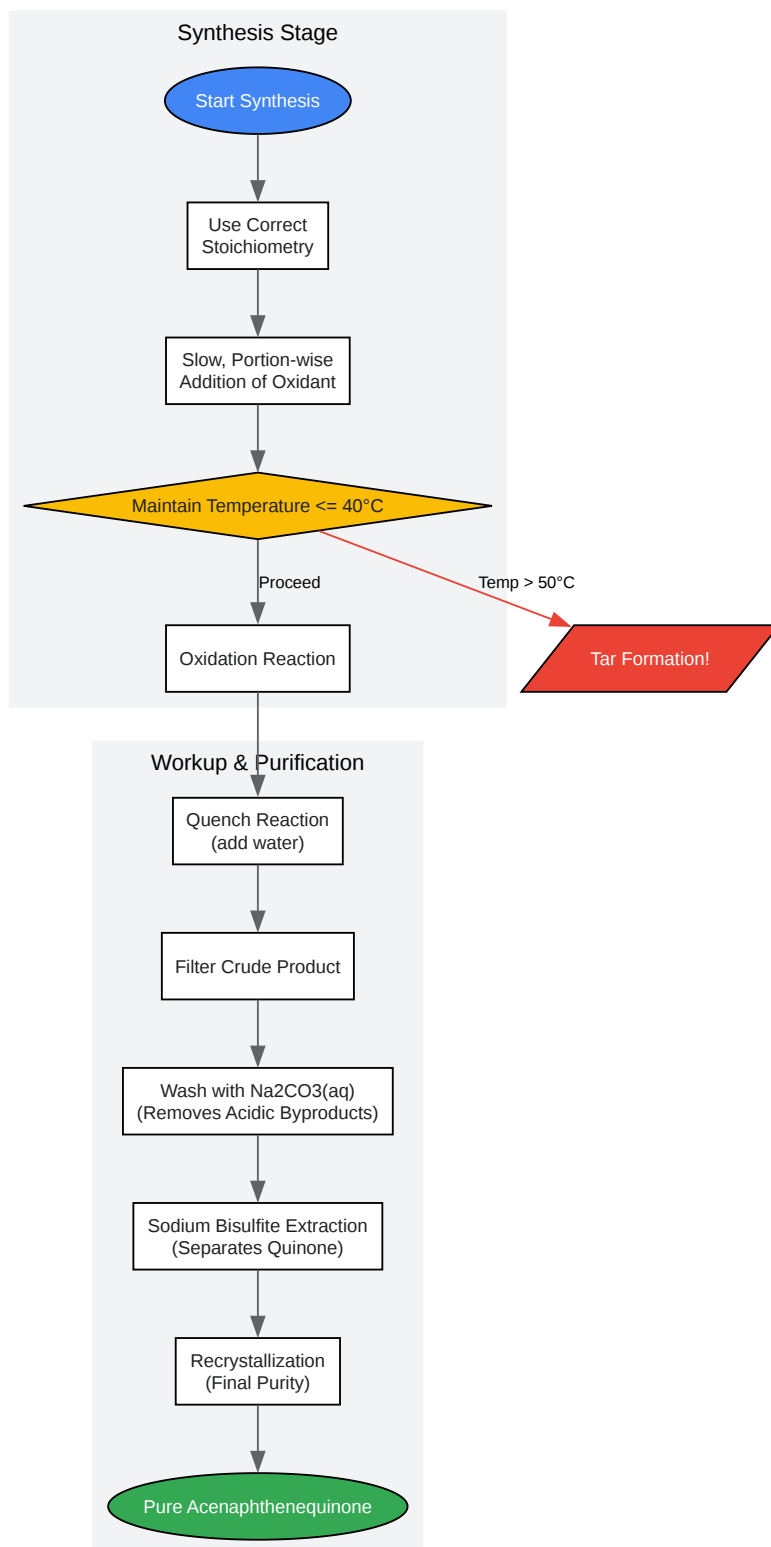 Synthesis Stage
Start Synthesis
Use Correct
Stoichiometry
Slow, Portion-wise
Addition of Oxidant
Maintain Temperature <= 40°C
Proceed
Temp > 50°C
Oxidation Reaction
Tar Formation!
Workup & Purification
Quench Reaction
(add water)
Filter Crude Product
Wash with Na2CO3(aq)
(Removes Acidic Byproducts)
Sodium Bisulfite Extraction
(Separates Quinone)
Recrystallization
(Final Purity)
Pure Acenaphthenequinone